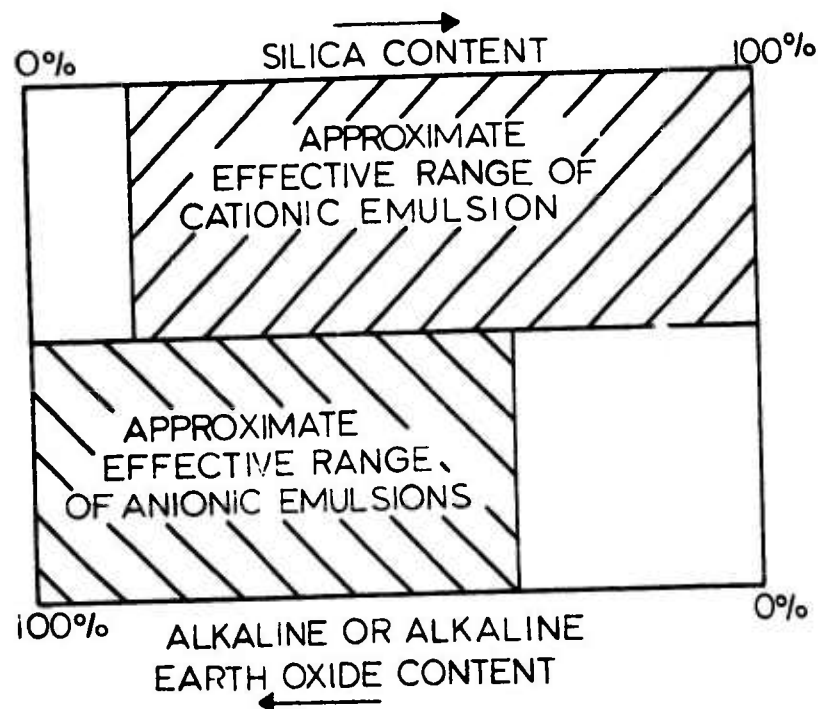 SILICA CONTENT
0%
100%
APPROXIMATE
EFFECTIVE RANGE OF
CATIONIC EMULSION
APPROXIMATE
EFFECTIVE RANGE
OF ANIONIC EMULSIONS
100%
0%
ALKALINE OR ALKALINE
EARTH OXIDE CONTENT